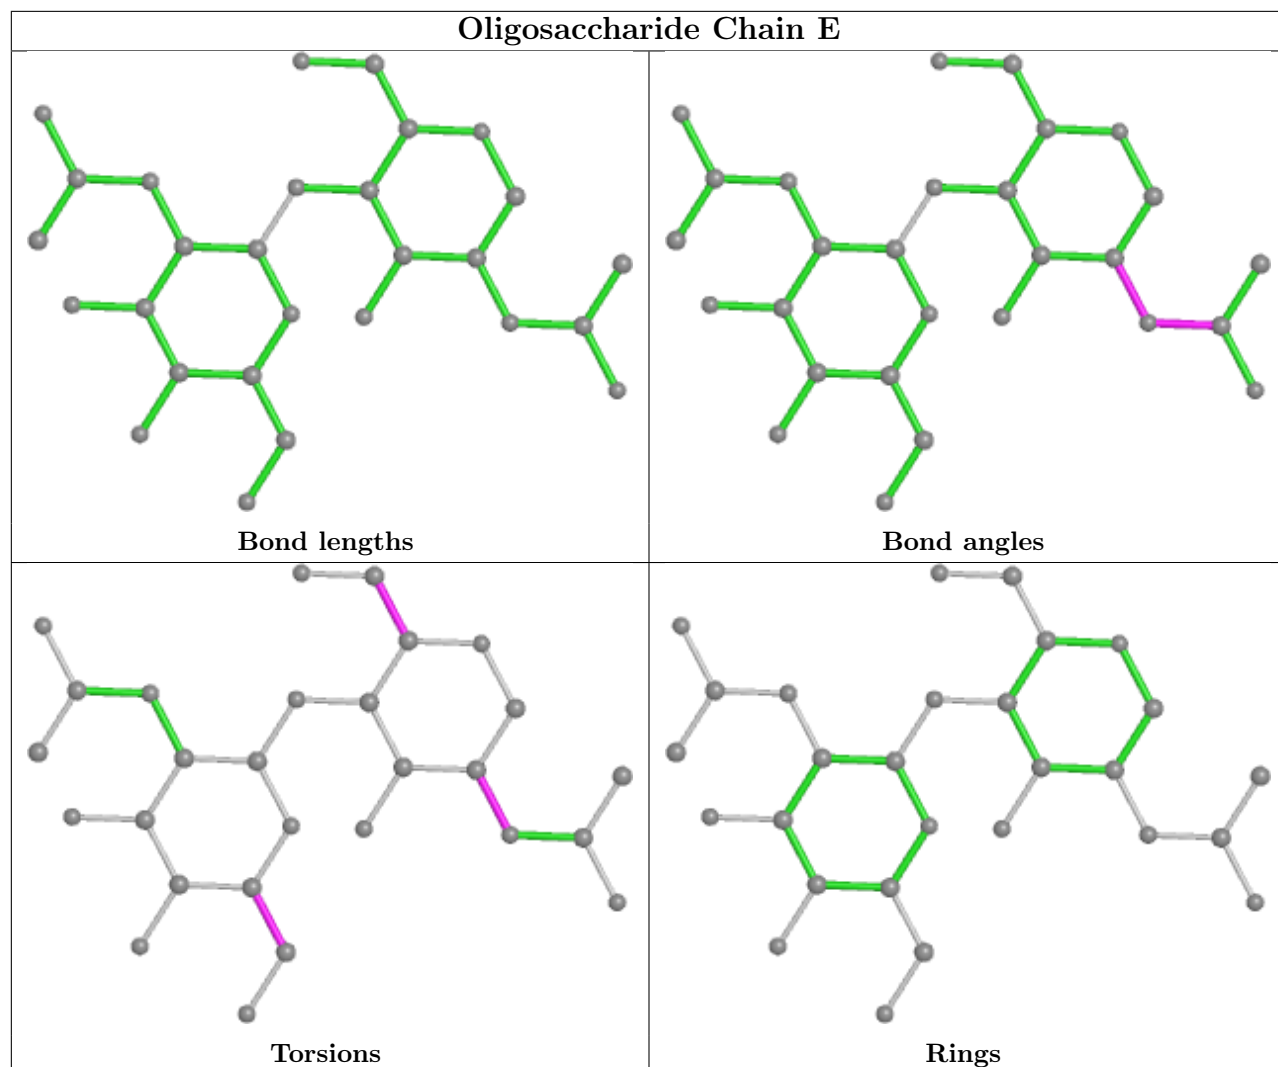 Oligosaccharide Chain E
Bond lengths
Bond angles
Torsions
Rings